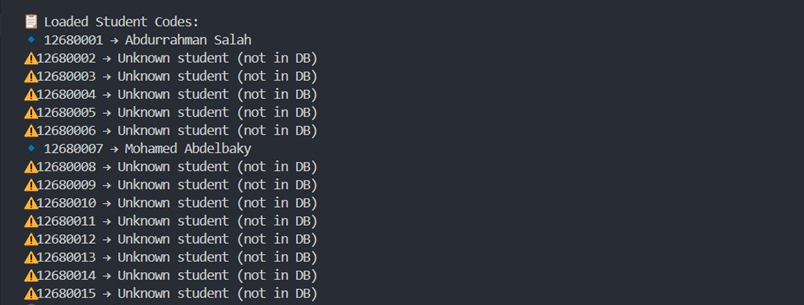 📋 Loaded Student Codes:
🔹 12680001 → Abdurrahman Salah
⚠️12680002 → Unknown student (not in DB)
⚠️12680003 → Unknown student (not in DB)
⚠️12680004 → Unknown student (not in DB)
⚠️12680005 → Unknown student (not in DB)
⚠️12680006 → Unknown student (not in DB)
🔹 12680007 → Mohamed Abdelbaky
⚠️12680008 → Unknown student (not in DB)
⚠️12680009 → Unknown student (not in DB)
⚠️12680010 → Unknown student (not in DB)
⚠️12680011 → Unknown student (not in DB)
⚠️12680012 → Unknown student (not in DB)
⚠️12680013 → Unknown student (not in DB)
⚠️12680014 → Unknown student (not in DB)
⚠️12680015 → Unknown student (not in DB)